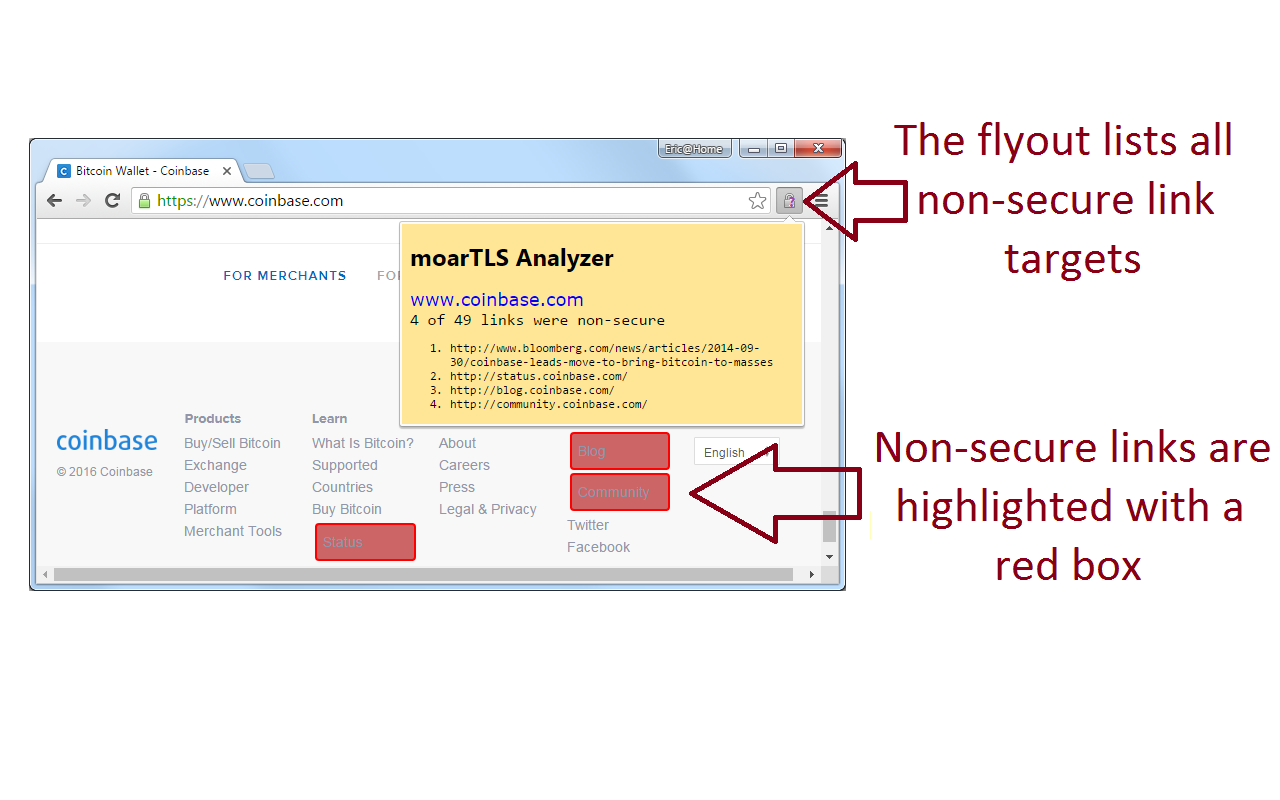 The flyout lists all
non-secure link
targets
Eric@Home
Bitcoin Wallet - Coinbase
https://www.coinbase.com
moarTLS Analyzer
www.coinbase.com
4 of 49 links were non-secure
1. http://www.bloomberg.com/news/articles/2014-09-
30/coinbase-leads-move-to-bring-bitcoin-to-masses
2. http://status.coinbase.com/
3. http://blog.coinbase.com/
4. http://community.coinbase.com/
FOR MERCHANTS
coinbase
© 2016 Coinbase
Products
Buy/Sell Bitcoin
Exchange
Developer
Platform
Merchant Tools
Learn
What Is Bitcoin?
Supported
Countries
Buy Bitcoin
Status
About
Careers
Press
Legal & Privacy
Blog
Community
Twitter
Facebook
English
Non-secure links are
highlighted with a
red box